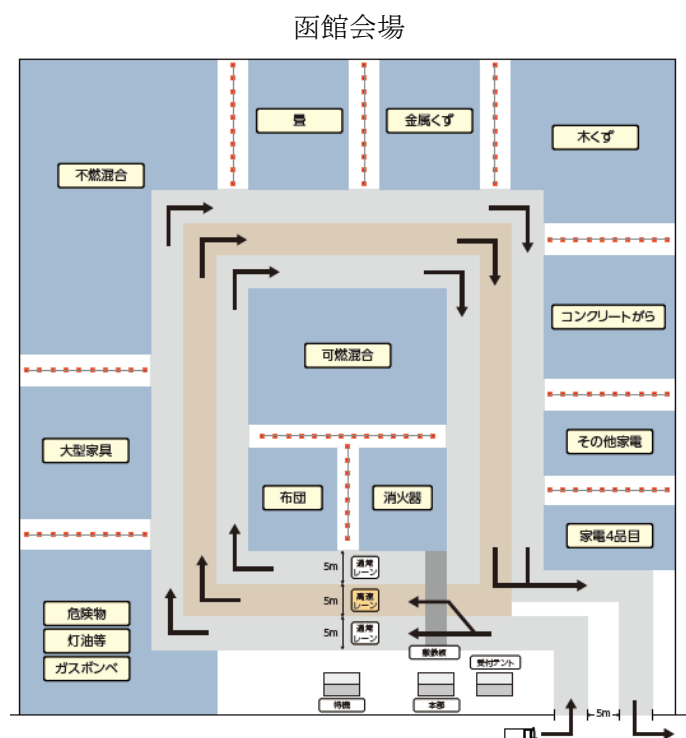 函館会場
畳
金属くず
木くず
不燃混合
コンクリートがら
可燃混合
大型家具
その他家電
布団
消火器
家電4品目
5m
通常
レーン
5m
高速
レーン
5m
通常
レーン
危険物
灯油等
ガスボンベ
敷鉄板
受付テント
待機
本部
5m